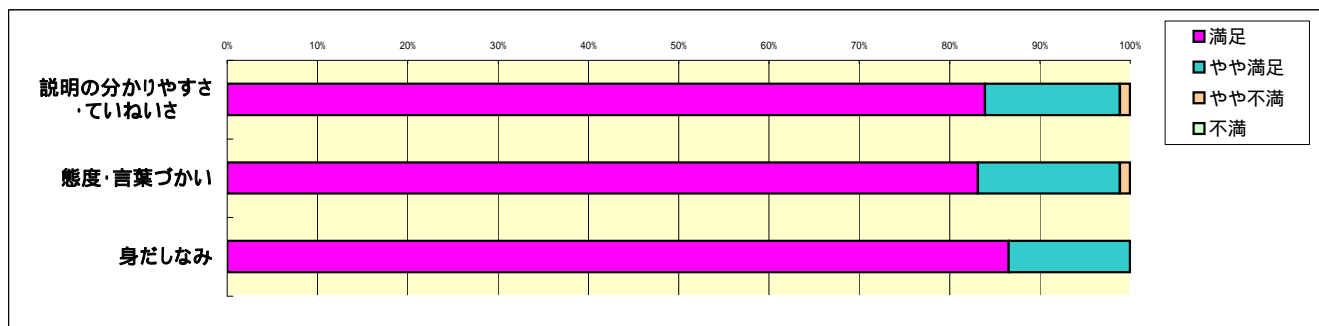 0% 10% 20% 30% 40% 50% 60% 70% 80% 90% 100%
説明の分かりやすさ
・ていねいさ
態度・言葉づかい
身だしなみ
満足
やや満足
やや不満
不満